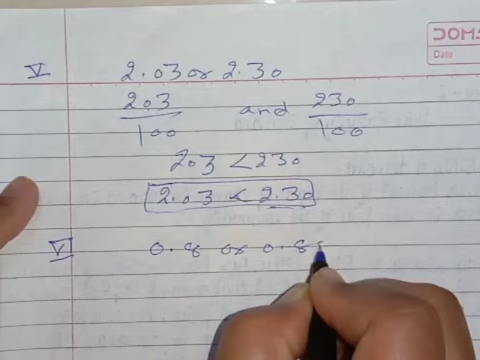 DOMS
Date
V 2.03 or 2.30
203/100 and 230/100
203 < 230
2.03 < 2.30
V 0.8 or 0.8